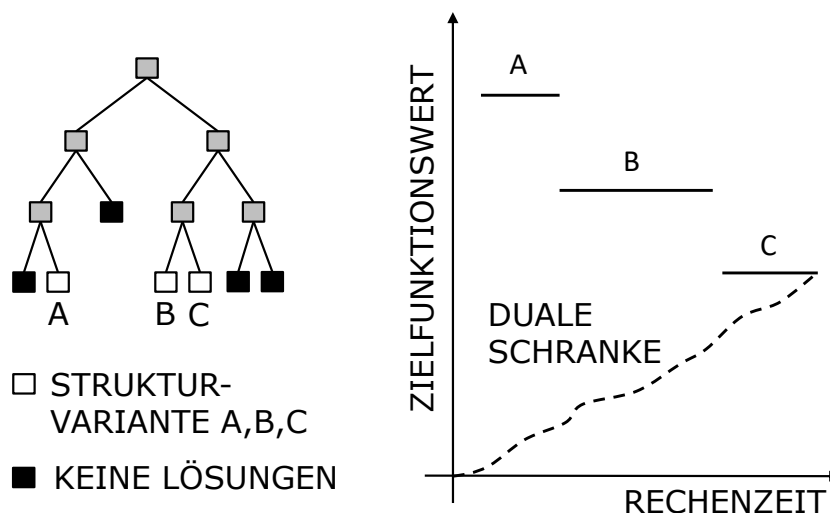 A
B C
STRUKTUR-
VARIANTE A,B,C
KEINE LÖSUNGEN
ZIELFUNKTIONSWERT
A
B
C
DUALE
SCHRANKE
RECHENZEIT